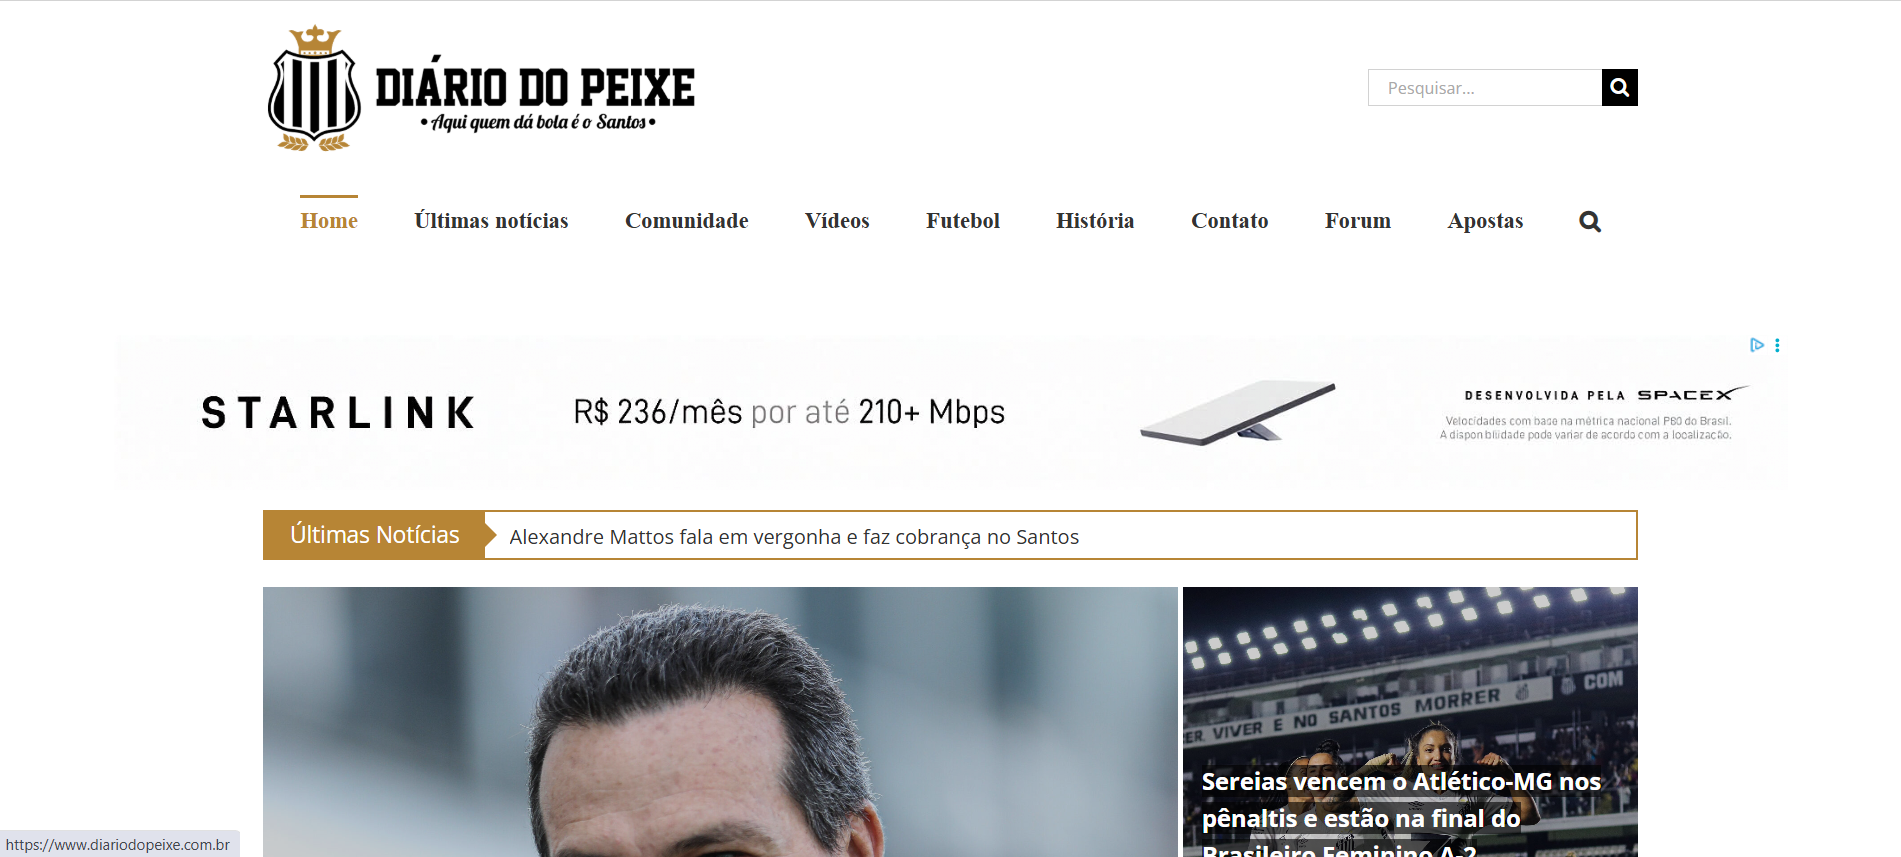 DIÁRIO DO PEIXE
• Aqui quem dá bola é o Santos •
Pesquisar...
Home Últimas notícias Comunidade Vídeos Futebol História Contato Forum Apostas
STARLINK
R$ 236/mês por até 210+ Mbps
DESENVOLVIDA PELA SPACEX
Velocidades com base na métrica nacional P80 do Brasil.
A disponibilidade pode variar de acordo com a localização.
Últimas Notícias
Alexandre Mattos fala em vergonha e faz cobrança no Santos
COM
ER, VIVER E NO SANTOS MORRER
Sereias vencem o Atlético-MG nos
pênaltis e estão na final do
Brasileiro Feminino A-2
https://www.diariodopeixe.com.br